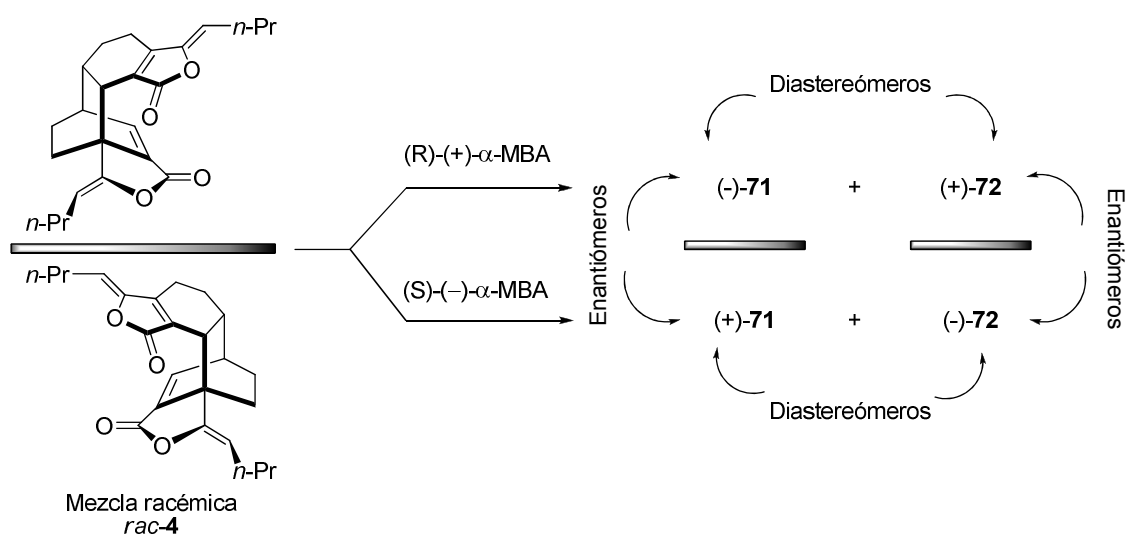 n-Pr
O
O
O
O
n-Pr
n-Pr
O
O
O
O
n-Pr
Mezcla racémica
rac-4
(R)-(+)-α-MBA
(S)-(−)-α-MBA
Diastereómeros
Enantiómeros
(-)-71 + (+)-72
(+)-71 + (-)-72
Enantiómeros
Diastereómeros